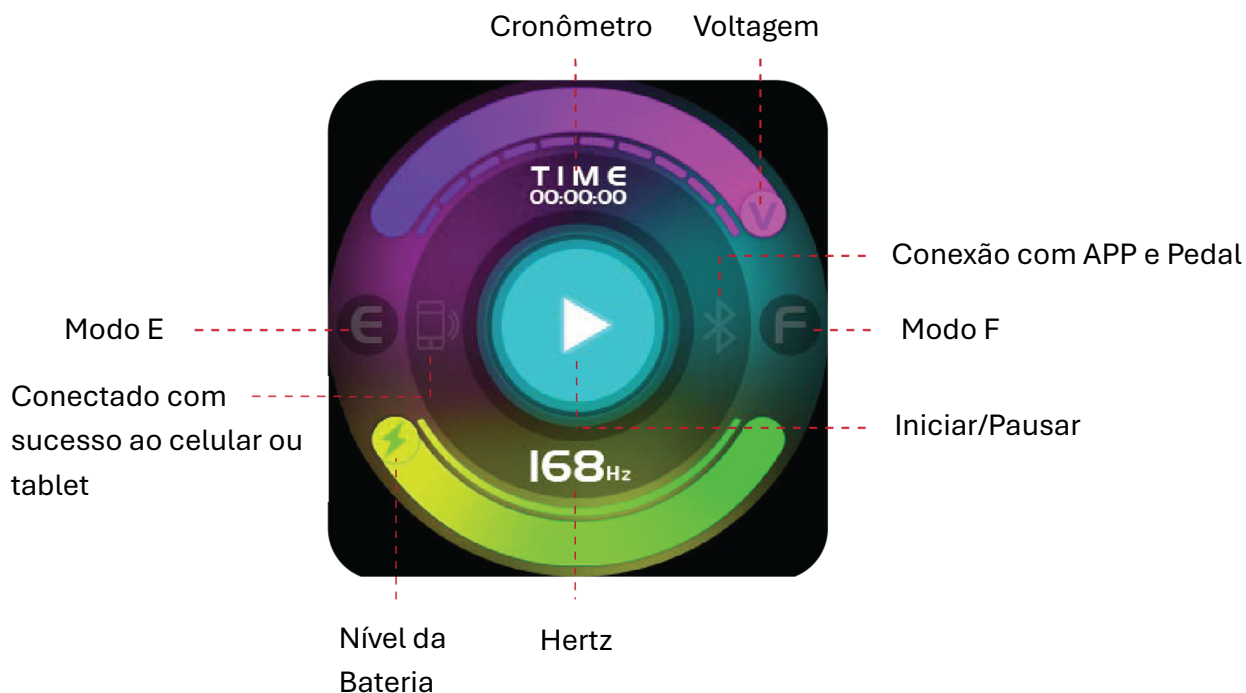 Cronômetro Voltagem
TIME
00:00:00
V
Conexão com APP e Pedal
Modo E
E
F
Modo F
Conectado com
sucesso ao celular ou
tablet
Iniciar/Pausar
168Hz
Nível da
Bateria
Hertz